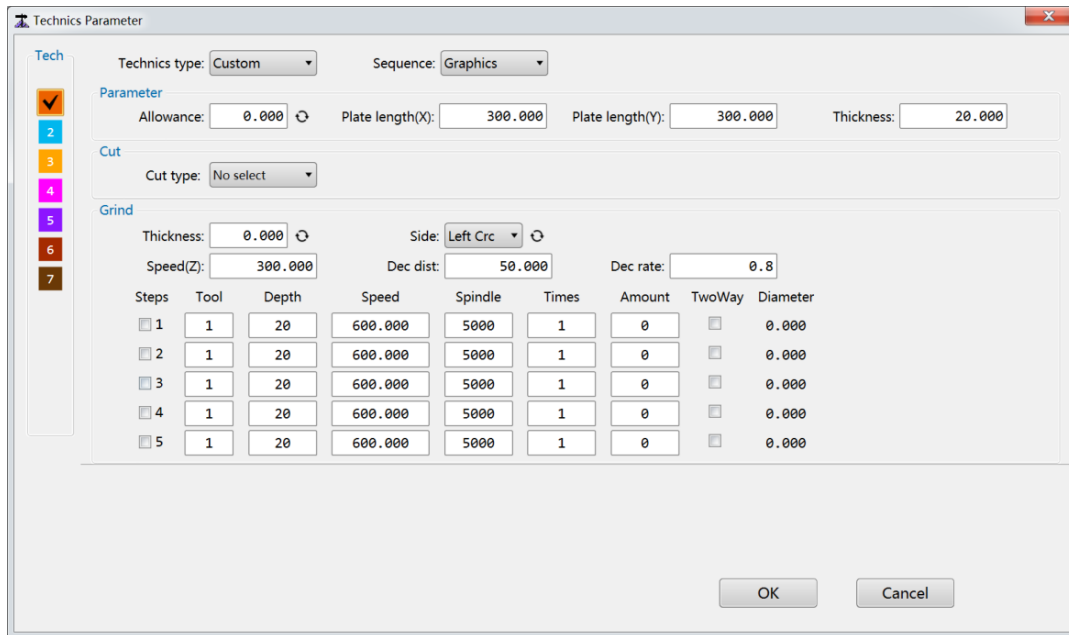 Technics Parameter
Tech
Technics type: Custom Sequence: Graphics
Parameter
Allowance: 0.000 Plate length(X): 300.000 Plate length(Y): 300.000 Thickness: 20.000
2
Cut
3
Cut type: No select
4
5
Grind
Thickness: 0.000 Side: Left Crc
6
Speed(Z): 300.000 Dec dist: 50.000 Dec rate: 0.8
7
Steps Tool Depth Speed Spindle Times Amount TwoWay Diameter
1 1 20 600.000 5000 1 0 0.000
2 1 20 600.000 5000 1 0 0.000
3 1 20 600.000 5000 1 0 0.000
4 1 20 600.000 5000 1 0 0.000
5 1 20 600.000 5000 1 0 0.000
OK Cancel